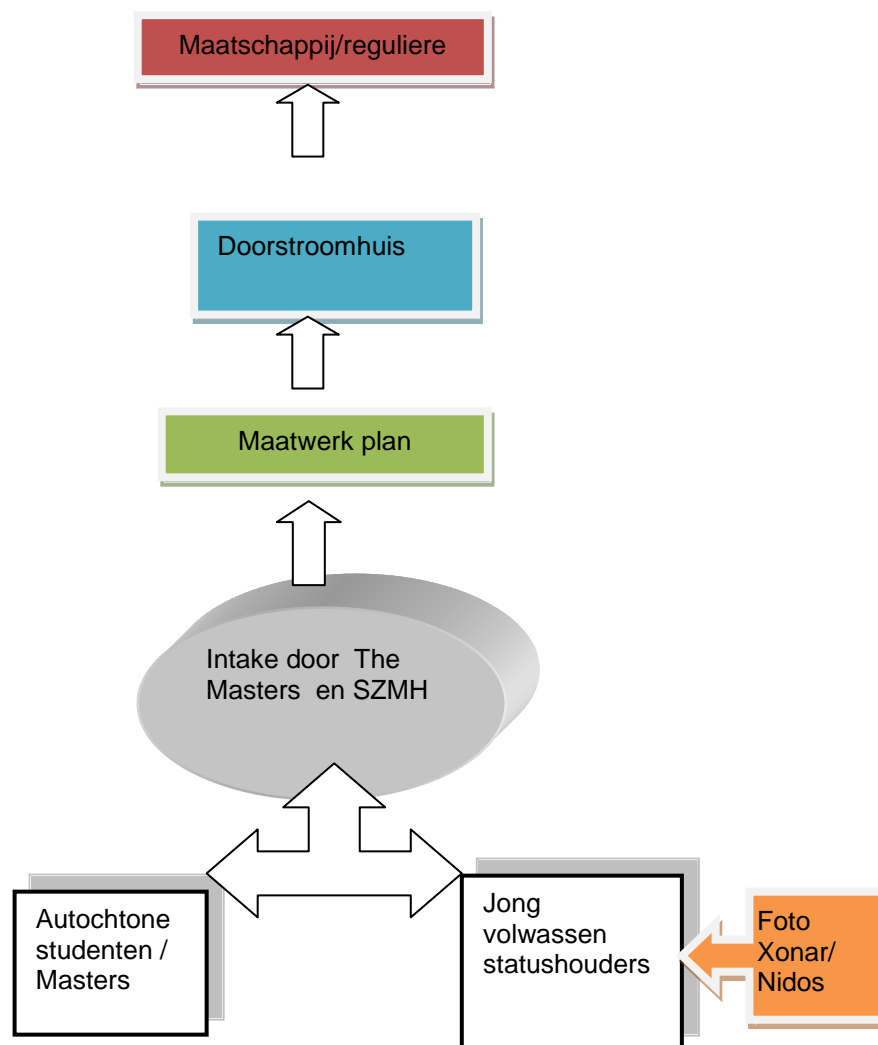 Maatschappij/reguliere
Doorstroomhuis
Maatwerk plan
Intake door The
Masters en SZMH
Autochtone
studenten /
Masters
Jong
volwassen
statushouders
Foto
Xonar/
Nidos